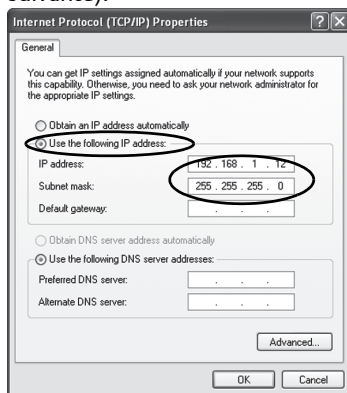 suivante):
Internet Protocol (TCP/IP) Properties
General
You can get IP settings assigned automatically if your network supports
this capability. Otherwise, you need to ask your network administrator for
the appropriate IP settings.
Obtain an IP address automatically
Use the following IP address:
IP address: 192 . 168 . 1 . 12
Subnet mask: 255 . 255 . 255 . 0
Default gateway: . . .
Obtain DNS server address automatically
Use the following DNS server addresses:
Preferred DNS server: . . .
Alternate DNS server: . . .
Advanced...
OK Cancel